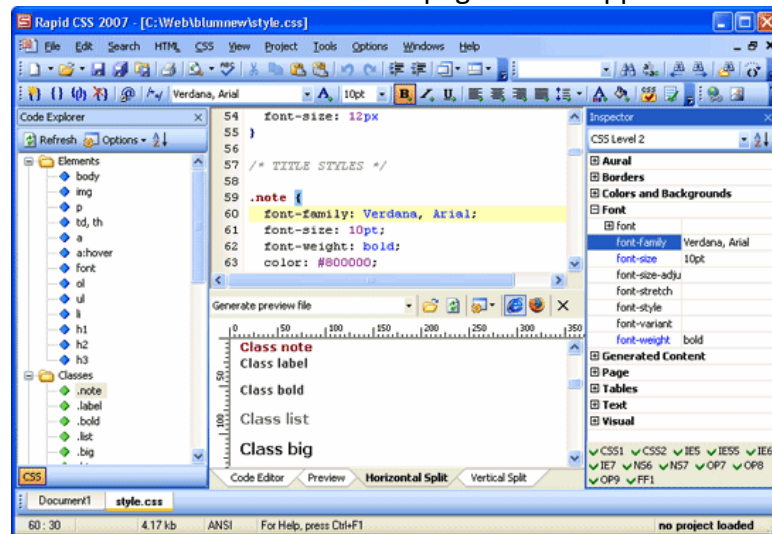 Rapid CSS 2007 - [C:\Web\blumnew\style.css]
File Edit Search HTML CSS View Project Tools Options Windows Help
Verdana, Arial 10pt B I U
Code Explorer
Refresh Options
Elements
body
img
p
td, th
a
a:hover
font
ol
ul
li
h1
h2
h3
Classes
.note
.label
.bold
.list
.big
CSS
54 font-size: 12px
55 }
56
57 /* TITLE STYLES */
58
59 .note {
60 font-family: Verdana, Arial;
61 font-size: 10pt;
62 font-weight: bold;
63 color: #800000;
Generate preview file
0 50 100 150 200 250 300 350
50
100
Class note
Class label
Class bold
Class list
Class big
Code Editor Preview Horizontal Split Vertical Split
Inspector
CSS Level 2
Aural
Borders
Colors and Backgrounds
Font
font
font-family Verdana, Arial
font-size 10pt
font-size-adju
font-stretch
font-style
font-variant
font-weight bold
Generated Content
Page
Tables
Text
Visual
CSS1 CSS2 IE5 IE55 IE6
IE7 NS6 NS7 OP7 OP8
OP9 FF1
Document1 style.css
60 : 30 4.17 kb ANSI For Help, press Ctrl+F1 no project loaded